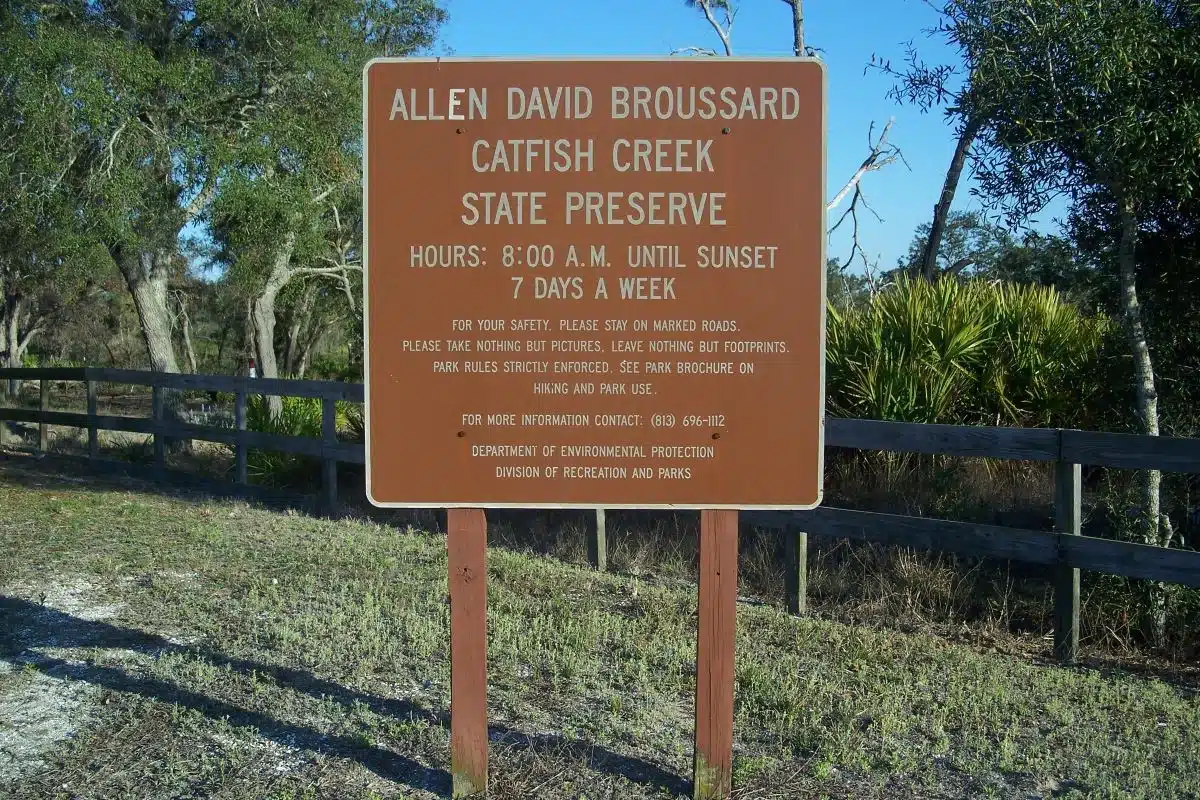 ALLEN DAVID BROUSSARD
CATFISH CREEK
STATE PRESERVE
HOURS: 8:00 A.M. UNTIL SUNSET
7 DAYS A WEEK
FOR YOUR SAFETY, PLEASE STAY ON MARKED ROADS.
PLEASE TAKE NOTHING BUT PICTURES, LEAVE NOTHING BUT FOOTPRINTS.
PARK RULES STRICTLY ENFORCED. SEE PARK BROCHURE ON
HIKING AND PARK USE.
FOR MORE INFORMATION CONTACT: (813) 696-1112
DEPARTMENT OF ENVIRONMENTAL PROTECTION
DIVISION OF RECREATION AND PARKS